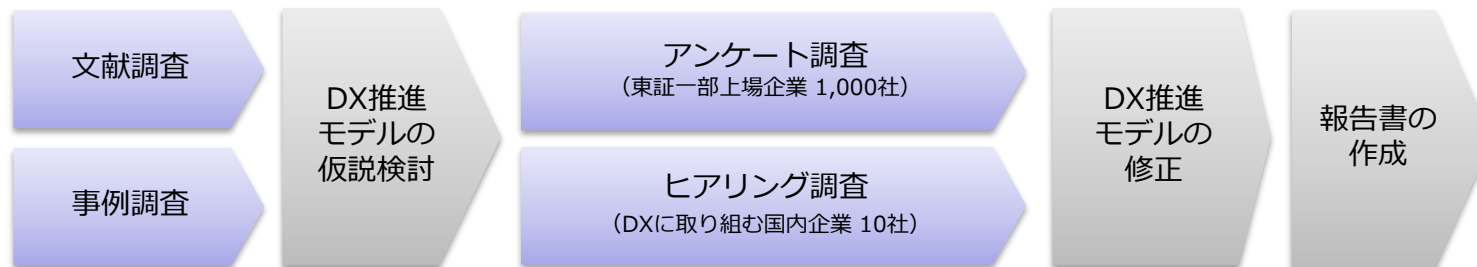 文献調査
事例調査
DX推進
モデルの
仮説検討
アンケート調査
（東証一部上場企業 1,000社）
ヒアリング調査
（DXに取り組む国内企業 10社）
DX推進
モデルの
修正
報告書の
作成